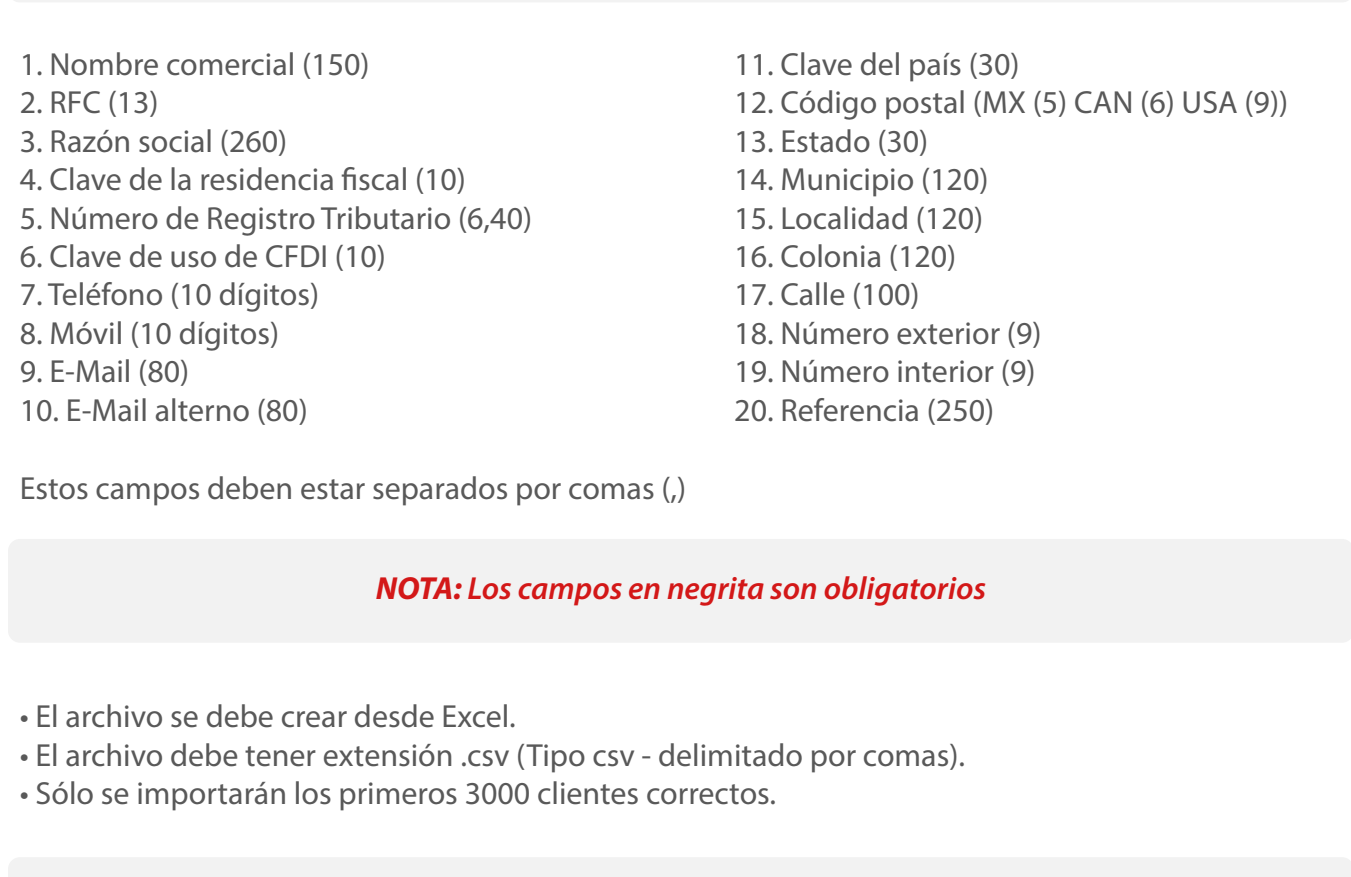 1. Nombre comercial (150)
2. RFC (13)
3. Razón social (260)
4. Clave de la residencia fiscal (10)
5. Número de Registro Tributario (6,40)
6. Clave de uso de CFDI (10)
7. Teléfono (10 dígitos)
8. Móvil (10 dígitos)
9. E-Mail (80)
10. E-Mail alterno (80)
11. Clave del país (30)
12. Código postal (MX (5) CAN (6) USA (9))
13. Estado (30)
14. Municipio (120)
15. Localidad (120)
16. Colonia (120)
17. Calle (100)
18. Número exterior (9)
19. Número interior (9)
20. Referencia (250)
Estos campos deben estar separados por comas (,)
NOTA: Los campos en negrita son obligatorios
• El archivo se debe crear desde Excel.
• El archivo debe tener extensión .csv (Tipo csv - delimitado por comas).
• Sólo se importarán los primeros 3000 clientes correctos.